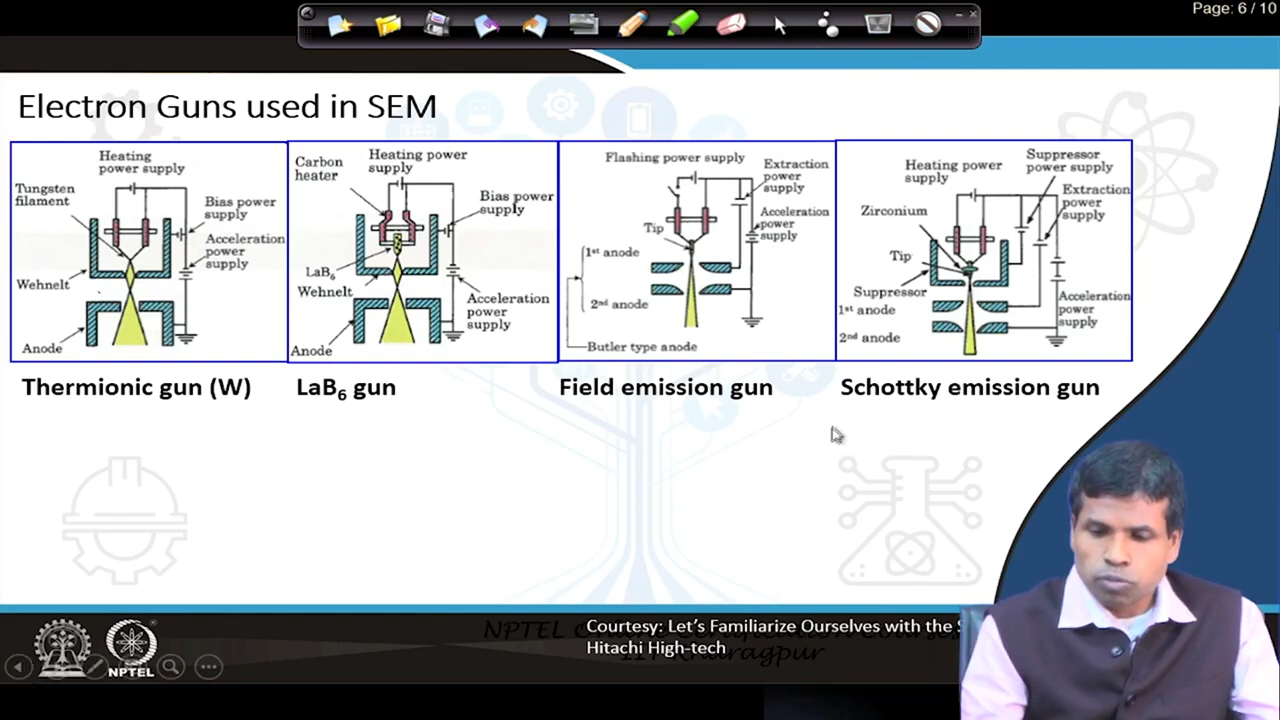 Page: 6 / 10
Electron Guns used in SEM
Heating
power supply
Tungsten
filament
Bias power
supply
Acceleration
power
supply
Wehnelt
Anode
Thermionic gun (W)
Carbon
heater
Heating power
supply
Bias power
supply
LaB6
Wehnelt
Acceleration
power
supply
Anode
LaB6 gun
Flashing power supply
Extraction
power
supply
Acceleration
power
supply
Tip
1st anode
2nd anode
Butler type anode
Field emission gun
Heating power
supply
Suppressor
power supply
Extraction
power
supply
Zirconium
Tip
Suppressor
1st anode
2nd anode
Acceleration
power
supply
Schottky emission gun
Courtesy: Let's Familiarize Ourselves with the S
Hitachi High-tech
NPTEL